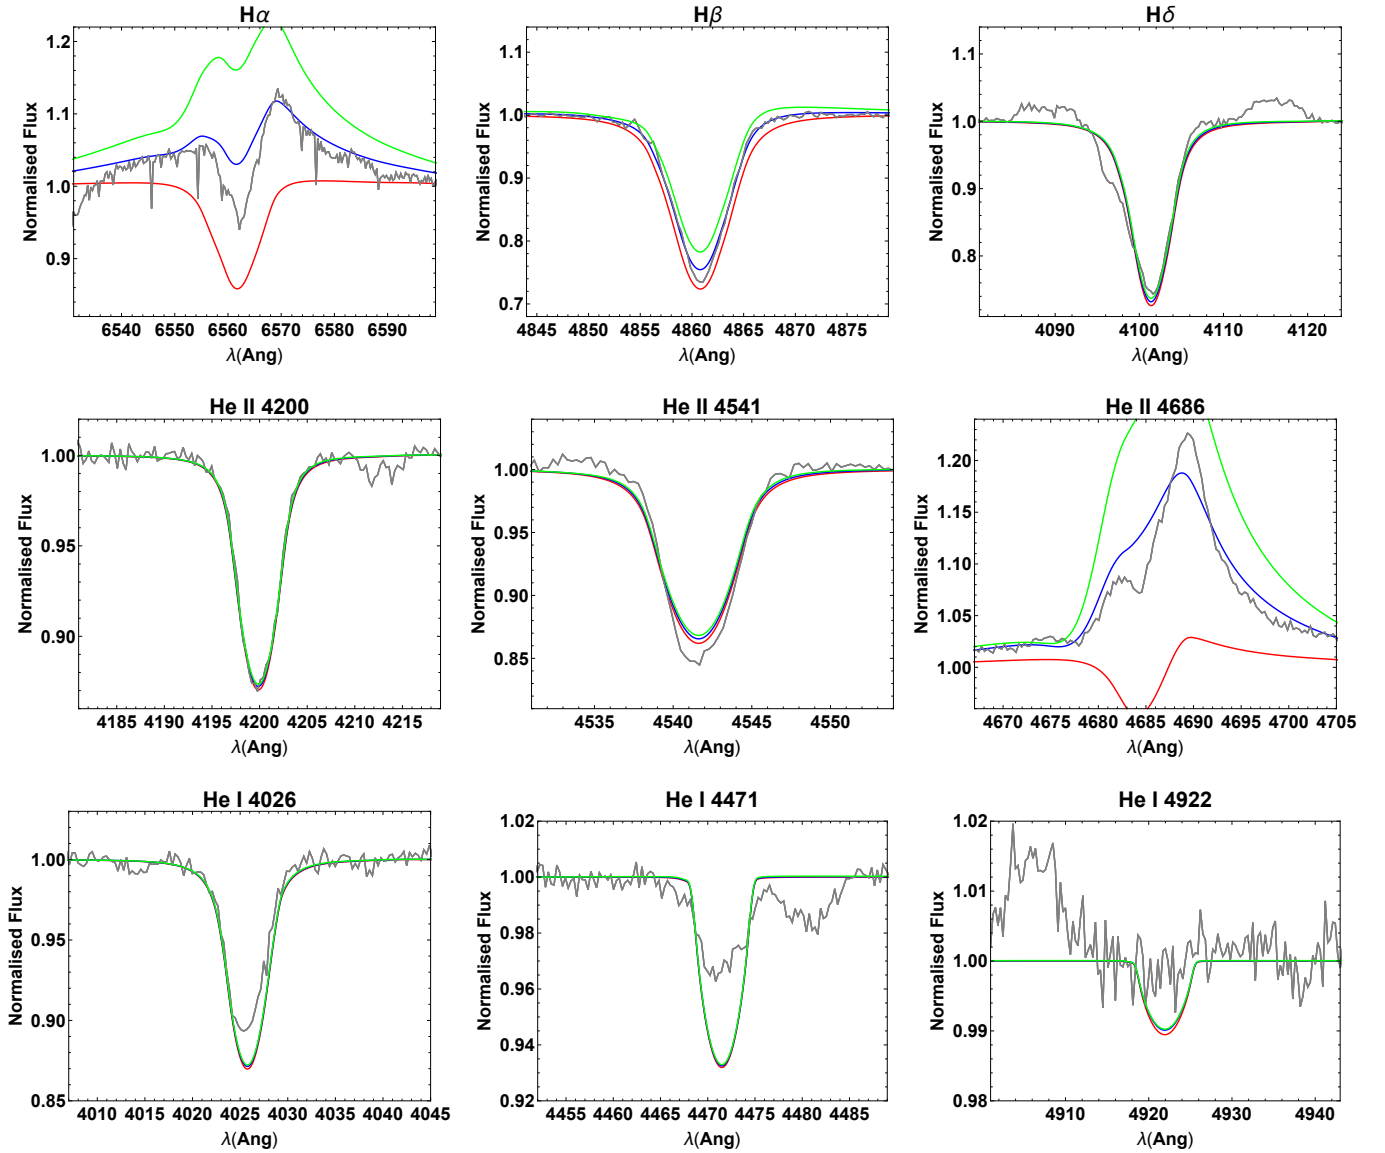 Hα
Normalised Flux
1.2
1.1
1.0
0.9
6540 6550 6560 6570 6580 6590
λ(Ang)
Hβ
Normalised Flux
1.1
1.0
0.9
0.8
0.7
4845 4850 4855 4860 4865 4870 4875
λ(Ang)
Hδ
Normalised Flux
1.1
1.0
0.9
0.8
4090 4100 4110 4120
λ(Ang)
He II 4200
Normalised Flux
1.00
0.95
0.90
4185 4190 4195 4200 4205 4210 4215
λ(Ang)
He II 4541
Normalised Flux
1.00
0.95
0.90
0.85
4535 4540 4545 4550
λ(Ang)
He II 4686
Normalised Flux
1.20
1.15
1.10
1.05
1.00
4670 4675 4680 4685 4690 4695 4700 4705
λ(Ang)
He I 4026
Normalised Flux
1.00
0.95
0.90
0.85
4010 4015 4020 4025 4030 4035 4040 4045
λ(Ang)
He I 4471
Normalised Flux
1.02
1.00
0.98
0.96
0.94
0.92
4455 4460 4465 4470 4475 4480 4485
λ(Ang)
He I 4922
Normalised Flux
1.02
1.01
1.00
0.99
0.98
4910 4920 4930 4940
λ(Ang)